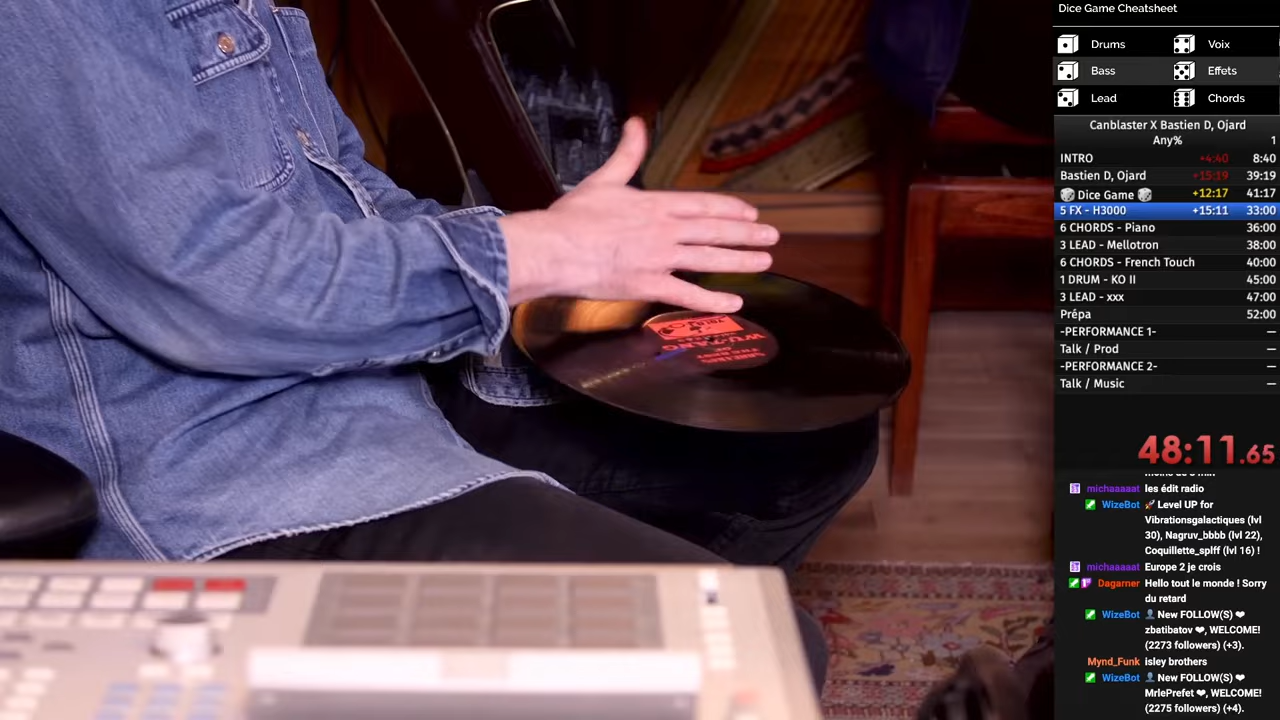 Dice Game Cheatsheet
Drums Voix
Bass Effets
Lead Chords
Canblaster X Bastien D, Ojard
Any% 1
INTRO +4:40 8:40
Bastien D, Ojard +15:19 39:19
🎲 Dice Game 🎲 +12:17 41:17
5 FX - H3000 +15:11 33:00
6 CHORDS - Piano 36:00
3 LEAD - Mellotron 38:00
6 CHORDS - French Touch 40:00
1 DRUM - KO II 45:00
3 LEAD - xxx 47:00
Prépa 52:00
-PERFORMANCE 1- —
Talk / Prod —
-PERFORMANCE 2- —
Talk / Music —
48:11.65
michaaaaat les édit radio
WizeBot 🚀 Level UP for
Vibrationsgalactiques (lvl
30), Nagruv_bbbb (lvl 22),
Coquillette_splff (lvl 16) !
michaaaaat Europe 2 je crois
Dagarner Hello tout le monde ! Sorry
du retard
WizeBot 👤 New FOLLOW(S) ❤
zbatibatov ❤, WELCOME!
(2273 followers) (+3).
Mynd_Funk isley brothers
WizeBot 👤 New FOLLOW(S) ❤
MrlePrefet ❤, WELCOME!
(2275 followers) (+4).
WU-TANG